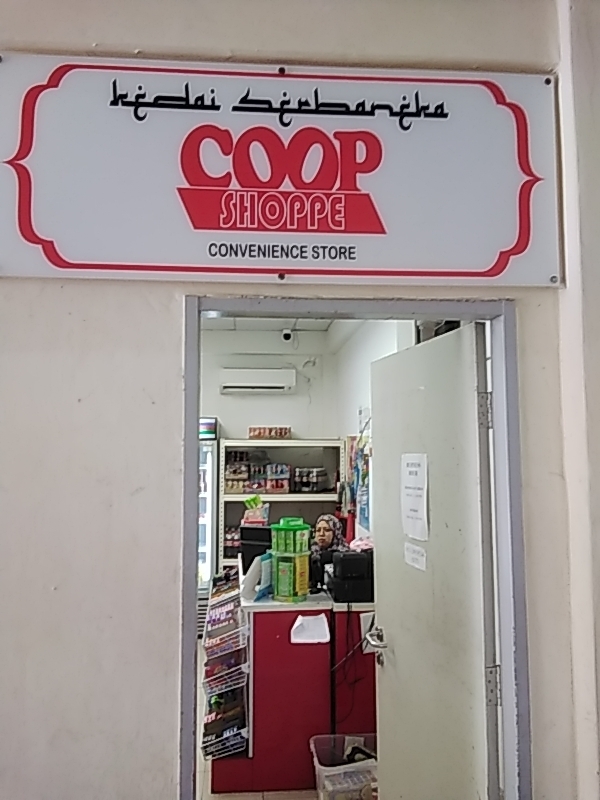 kedai serbaneka
COOP
SHOPPE
CONVENIENCE STORE